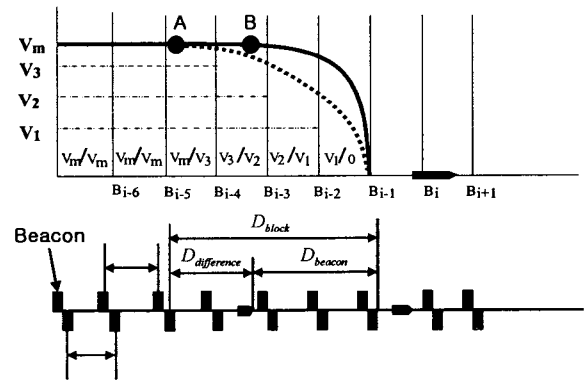 A B
Vm
V3
V2
V1
Vm/Vm Vm/Vm Vm/V3 V3/V2 V2/V1 V1/0
Bi-6 Bi-5 Bi-4 Bi-3 Bi-2 Bi-1 Bi Bi+1
Dblock
Beacon
Ddifference Dbeacon